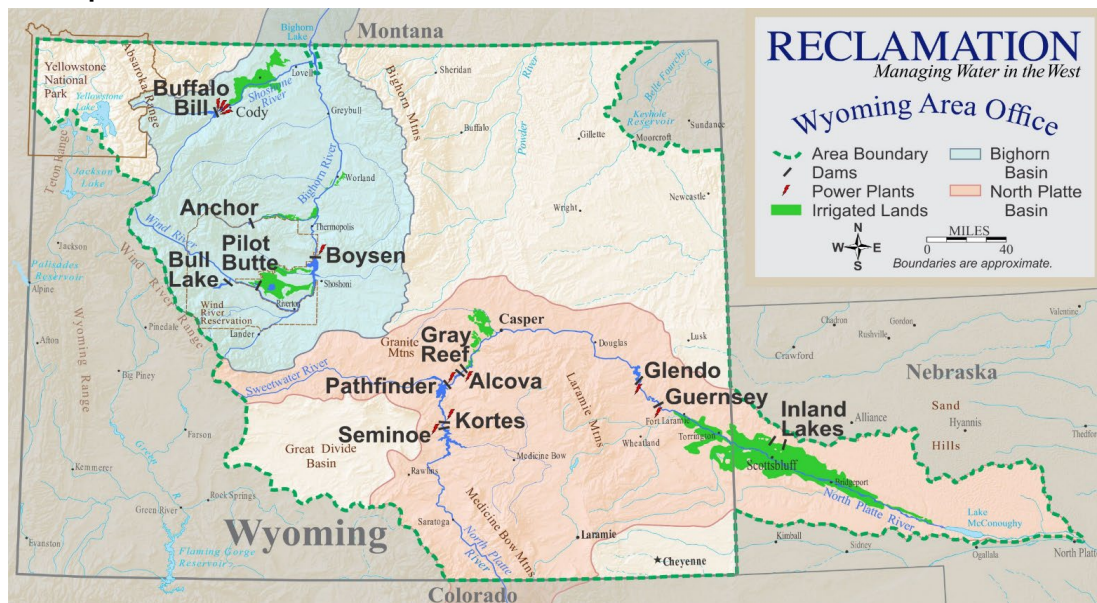 Montana
Bighorn
Lake
Yellowstone
National
Park
Absaroka Range
Yellowstone
Lake
Teton Range
Jackson
Lake
Buffalo
Bill
Cody
Shoshone
River
Lovell
Greybull
Bighorn Mtns
Sheridan
Buffalo
Powder
River
Gillette
Belle Fourche
R.
Keyhole
Reservoir
Moorcroft
Sundance
Newcastle
Wright
Bighorn River
Worland
Anchor
Thermopolis
Wind River
Pilot
Butte
Bull
Lake
Boysen
Shoshoni
Riverton
Wind
River
Reservation
Lander
Wind River Range
Jackson
Palisades
Reservoir
Alpine
Afton
Wyoming Range
Pinedale
Big Piney
Farson
Green
R.
Kemmerer
Rock Springs
Green River
Evanston
Flaming Gorge
Reservoir
Sweetwater River
Granite
Mtns
Gray
Reef
Casper
Pathfinder
Alcova
Kortes
Seminoe
Great Divide
Basin
Rawlins
Medicine Bow
Saratoga
Medicine Bow Mtns
North Platte
River
Laramie
Mtns
Douglas
Lusk
Glendo
Guernsey
Fort Laramie
Wheatland
Torrington
Inland
Lakes
Scottsbluff
Bridgeport
North Platte River
Lake
McConoughy
Laramie
Cheyenne
Wyoming
Colorado
Nebraska
Chadron
Gordon
Rushville
Crawford
Valentine
Alliance
Sand
Hills
Hyannis
Thedford
Kimball
Sidney
Ogallala
North Platte
RECLAMATION
Managing Water in the West
Wyoming Area Office
Area Boundary
Dams
Power Plants
Irrigated Lands
Bighorn
Basin
North Platte
Basin
N
W E
S
MILES
0 40
Boundaries are approximate.